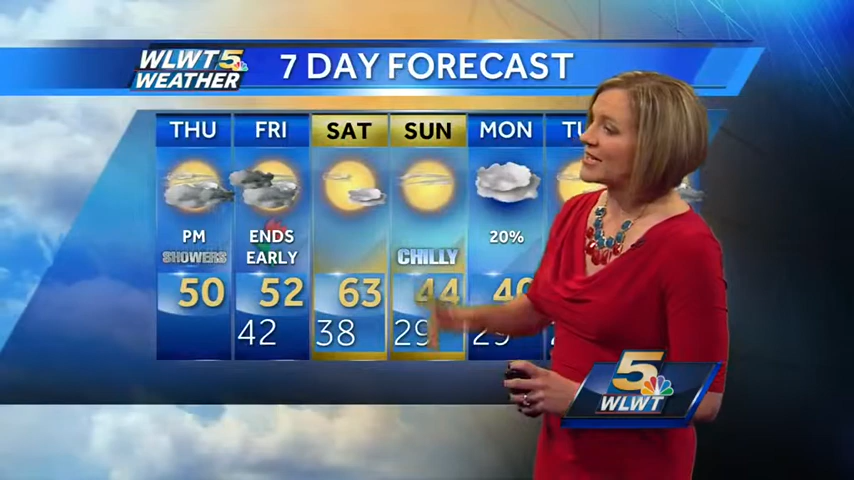 WLWT 5
WEATHER
7 DAY FORECAST
THU FRI SAT SUN MON
PM ENDS 20%
SHOWERS EARLY CHILLY
50 52 63 44
42 38 29 29
5
WLWT